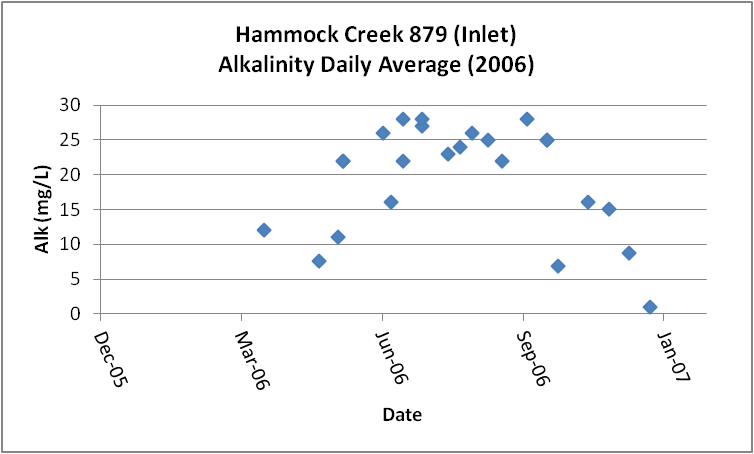 Hammock Creek 879 (Inlet)
Alkalinity Daily Average (2006)
30
25
20
15
10
5
0
Alk (mg/L)
Dec-05
Mar-06
Jun-06
Sep-06
Jan-07
Date